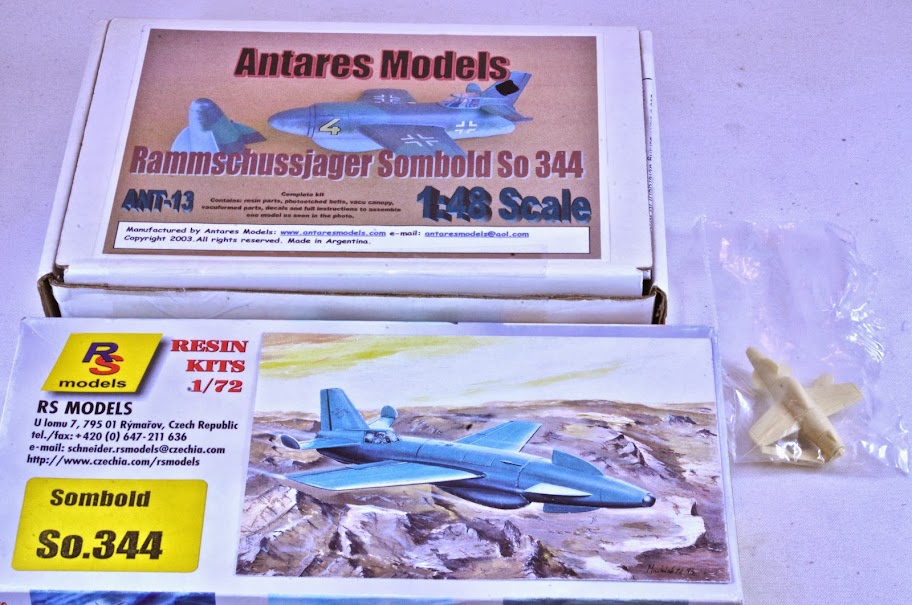 Antares Models
4
Rammschussjager Sombold So 344
ANT-13
1:48 Scale
Complete kit
Contains: resin parts, photoetched belts, vacu canopy,
vacuformed parts, decals and full instructions to assemble
one model as seen in the photo.
Manufactured by Antares Models: www.antaresmodels.com e-mail: antaresmodels@aol.com
Copyright 2003.All rights reserved. Made in Argentina.
RS
models
RESIN
KITS
1/72
RS MODELS
U lomu 7, 795 01 Rýmařov, Czech Republic
tel./fax: +420 (0) 647- 211 636
e-mail: schneider.rsmodels@czechia.com
http://www.czechia.com/rsmodels
Sombold
So.344